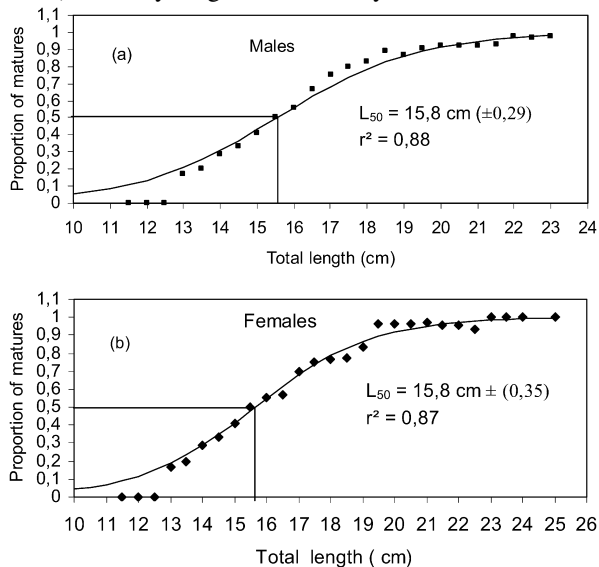 Proportion of matures
1,1
1
0,9
0,8
0,7
0,6
0,5
0,4
0,3
0,2
0,1
0
(a)
Males
L50 = 15,8 cm (±0,29)
r² = 0,88
10 11 12 13 14 15 16 17 18 19 20 21 22 23 24
Total length (cm)
Proportion of matures
1,1
1
0,9
0,8
0,7
0,6
0,5
0,4
0,3
0,2
0,1
0
(b)
Females
L50 = 15,8 cm ± (0,35)
r² = 0,87
10 11 12 13 14 15 16 17 18 19 20 21 22 23 24 25 26
Total length ( cm)